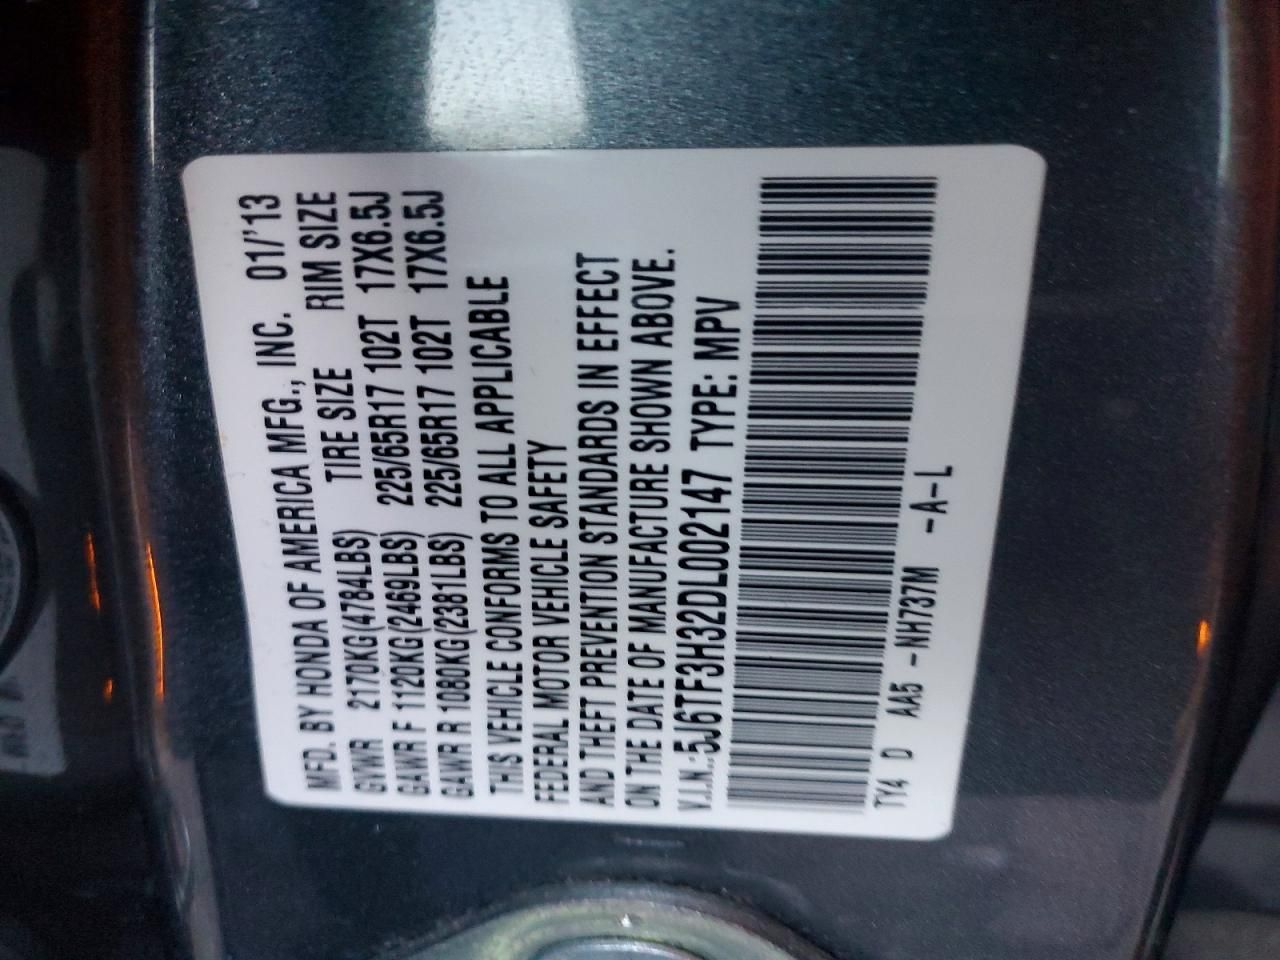 MFD. BY HONDA OF AMERICA MFG., INC. 01/'13
GVWR 2170KG(4784LBS) TIRE SIZE RIM SIZE
GAWR F 1120KG(2469LBS) 225/65R17 102T 17X6.5J
GAWR R 1080KG(2381LBS) 225/65R17 102T 17X6.5J
THIS VEHICLE CONFORMS TO ALL APPLICABLE
FEDERAL MOTOR VEHICLE SAFETY
AND THEFT PREVENTION STANDARDS IN EFFECT
ON THE DATE OF MANUFACTURE SHOWN ABOVE.
V.I.N.:5J6TF3H32DL002147 TYPE: MPV
TY4 D AA5 -NH737M -A-L